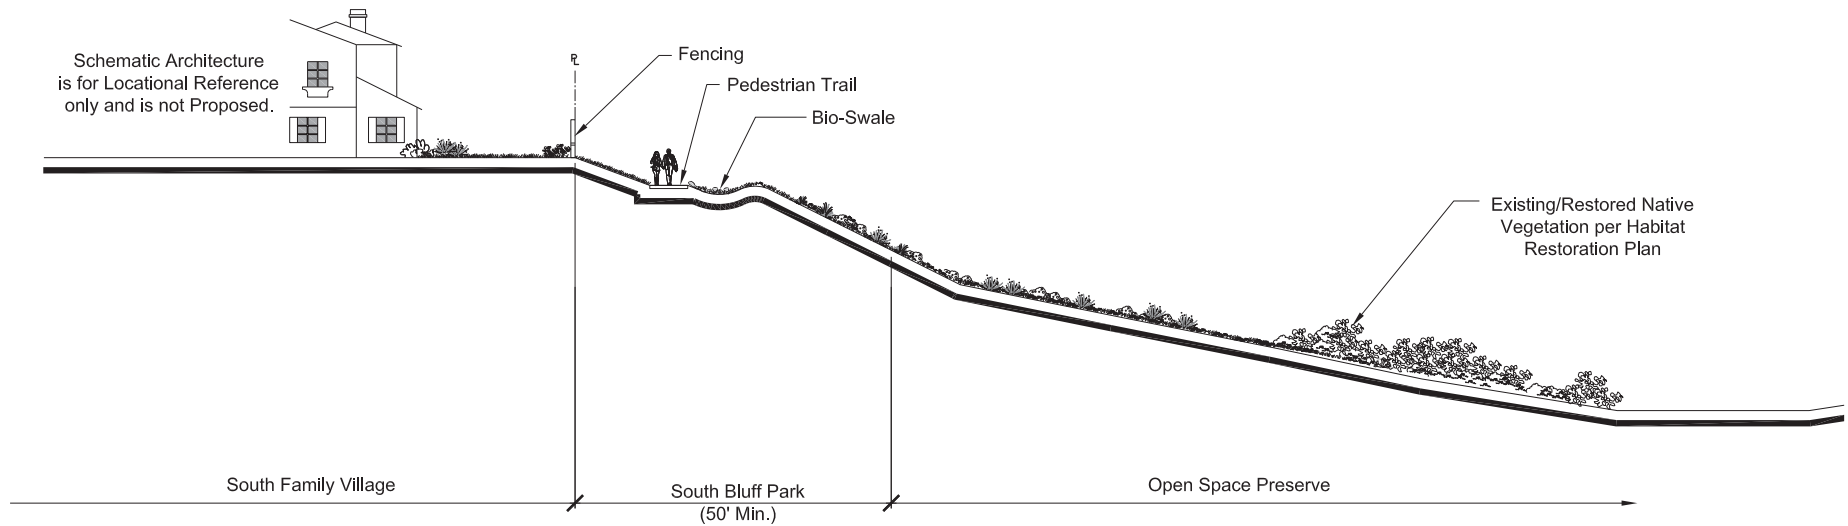 Schematic Architecture
is for Locational Reference
only and is not Proposed.
PL
Fencing
Pedestrian Trail
Bio-Swale
Existing/Restored Native
Vegetation per Habitat
Restoration Plan
South Family Village
South Bluff Park
(50' Min.)
Open Space Preserve